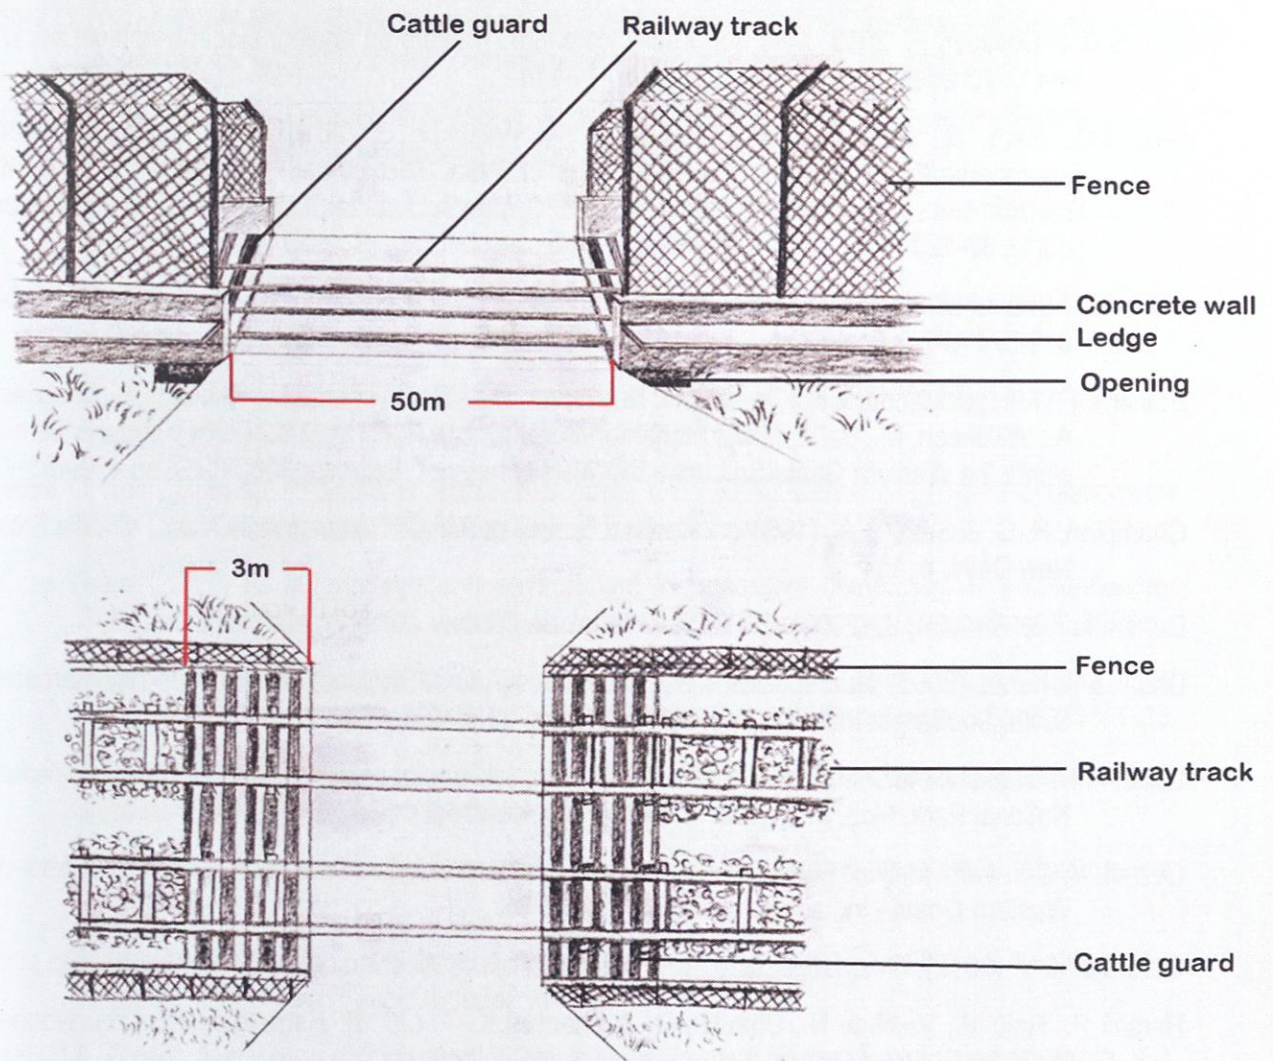 Cattle guard
Railway track
Fence
Concrete wall
Ledge
Opening
50m
3m
Fence
Railway track
Cattle guard